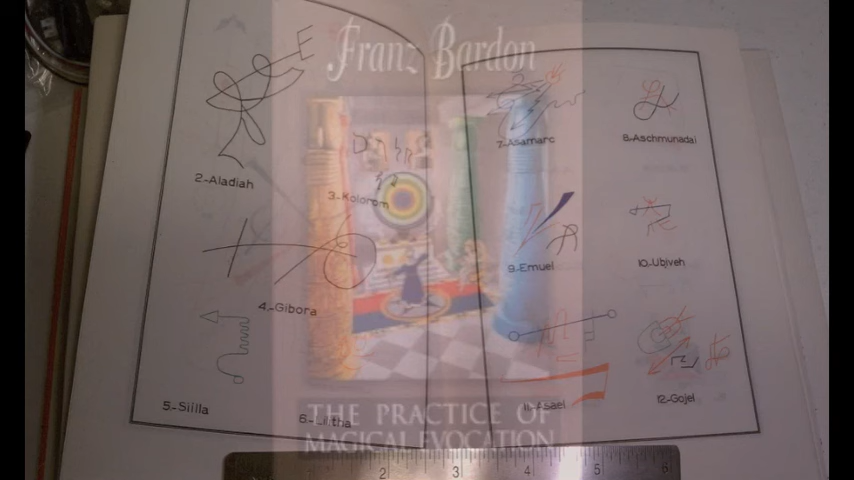 Franz Bardon
2.-Aladiah
3.-Kolorom
4.-Gibora
5.-Siilla
7.-Asamarc
8.-Aschmunadai
9.-Emuel
10.-Ubiveh
11.-Asael
12.-Gojel
THE PRACTICE OF
MAGICAL EVOCATION
2 3 4 5 6